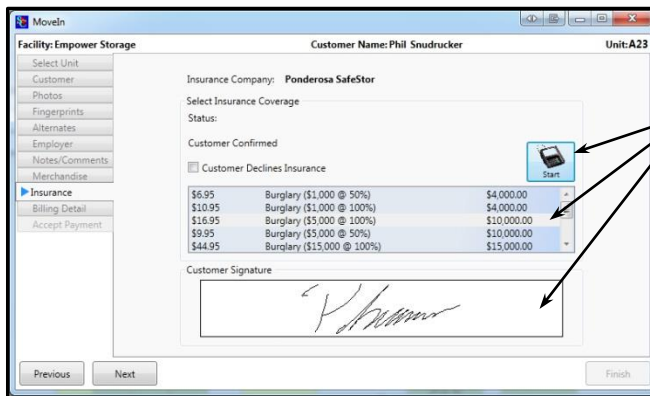 MoveIn
Facility: Empower Storage Customer Name: Phil Snudrucker Unit: A23
Select Unit
Customer
Photos
Fingerprints
Alternates
Employer
Notes/Comments
Merchandise
Insurance
Billing Detail
Accept Payment
Insurance Company: Ponderosa SafeStor
Select Insurance Coverage
Status:
Customer Confirmed
Customer Declines Insurance
Start
$6.95 Burglary ($1,000 @ 50%) $4,000.00
$10.95 Burglary ($1,000 @ 100%) $4,000.00
$16.95 Burglary ($5,000 @ 100%) $10,000.00
$9.95 Burglary ($5,000 @ 50%) $10,000.00
$44.95 Burglary ($15,000 @ 100%) $15,000.00
Customer Signature
Previous Next Finish